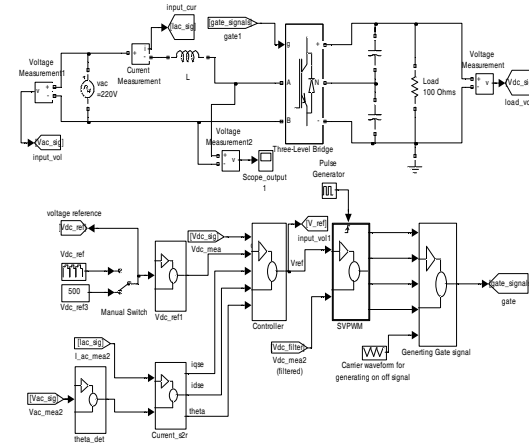 input_cur
[Iac_sig]
[gate_signals]
gate1
Voltage
Measurement1
vac
=220V
Current
Measurement
L
g
A
B
+
N
-
Three-Level Bridge
Load
100 Ohms
Voltage
Measurement
[Vdc_si
load_vo
[Vac_sig]
input_vol
Voltage
Measurement2
Scope_output
1
Pulse
Generator
voltage reference
[Vdc_ref]
[Vdc_sig]
Vdc_mea
[V_ref]
input_vol1
Vdc_ref
500
Vdc_ref3
Manual Switch
Vdc_ref1
Controller
Vref
SVPWM
Generting Gate signal
gate_signals
gate
[Iac_sig]
I_ac_mea2
iqse
idse
theta
Vdc_filter
Vdc_mea2
(filtered)
Carrier waveform for
generating on off signal
[Vac_sig]
Vac_mea2
theta_det
Current_s2r